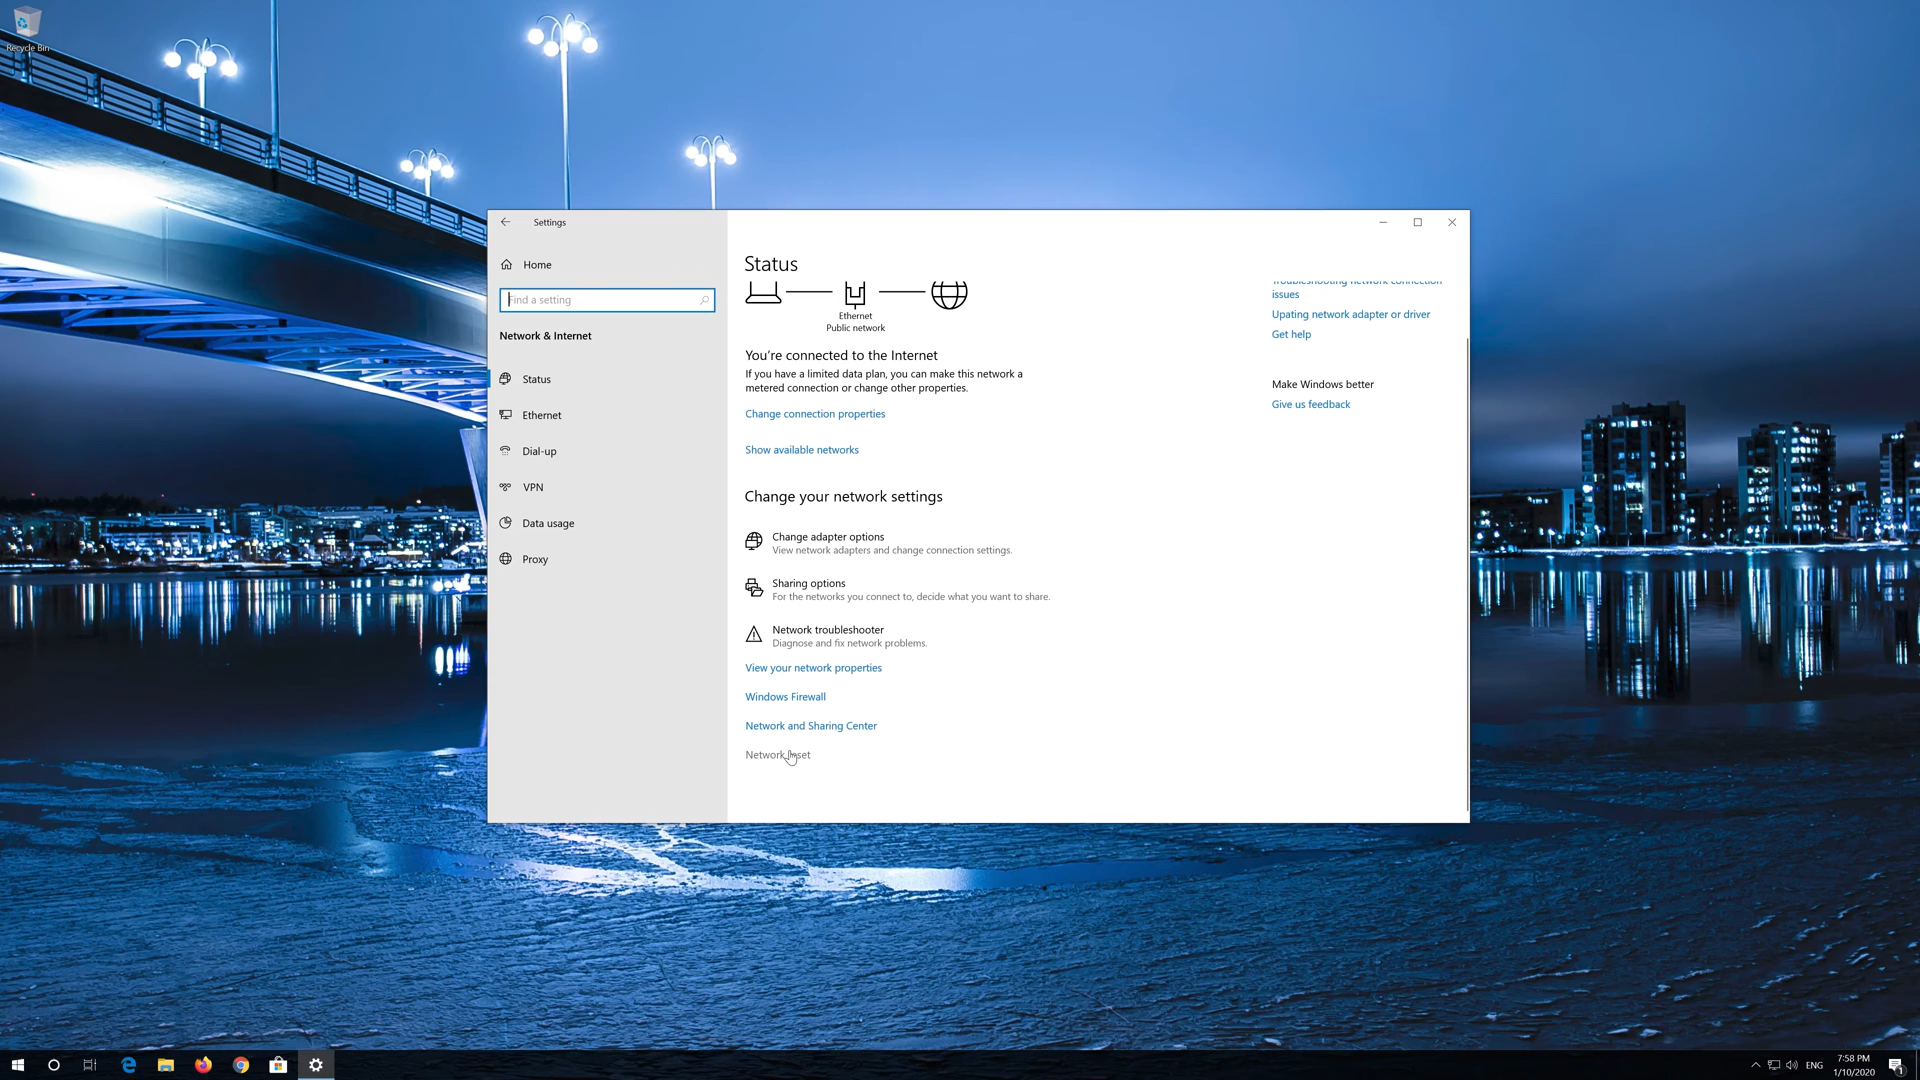 Recycle Bin
Settings
Home
Find a setting
Network & Internet
Status
Ethernet
Dial-up
VPN
Data usage
Proxy
Status
Ethernet
Public network
You're connected to the Internet
If you have a limited data plan, you can make this network a
metered connection or change other properties.
Change connection properties
Show available networks
Change your network settings
Change adapter options
View network adapters and change connection settings.
Sharing options
For the networks you connect to, decide what you want to share.
Network troubleshooter
Diagnose and fix network problems.
View your network properties
Windows Firewall
Network and Sharing Center
Network reset
Troubleshooting network connection
issues
Upating network adapter or driver
Get help
Make Windows better
Give us feedback
ENG
7:58 PM
1/10/2020
1